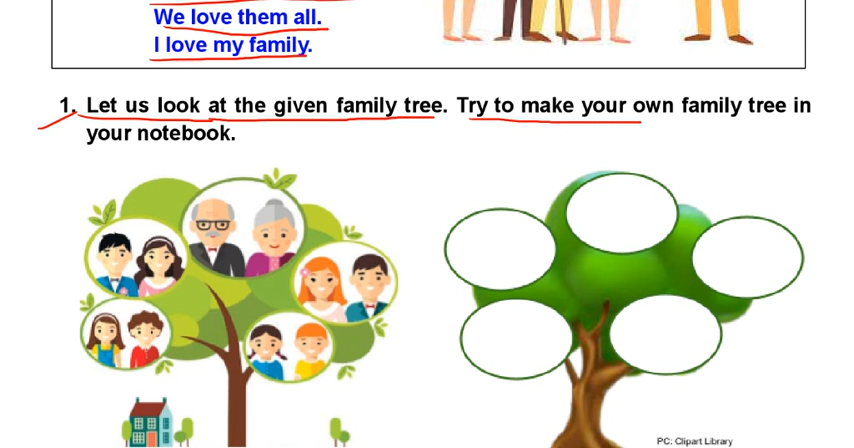 We love them all.
I love my family.
1. Let us look at the given family tree. Try to make your own family tree in
your notebook.
PC: Clipart Library